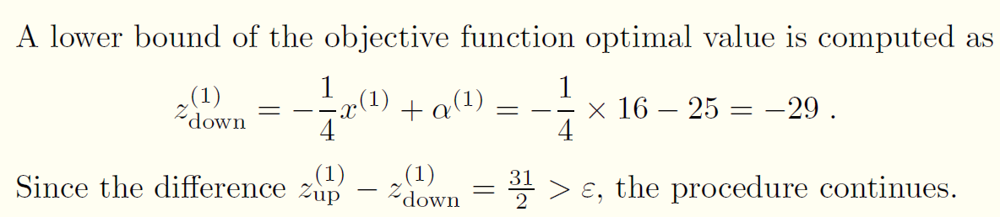 A lower bound of the objective function optimal value is computed as
$z_{\text{down}}^{(1)} = -\frac{1}{4}x^{(1)} + \alpha^{(1)} = -\frac{1}{4} \times 16 - 25 = -29 .$
Since the difference $z_{\text{up}}^{(1)} - z_{\text{down}}^{(1)} = \frac{31}{2} > \varepsilon$, the procedure continues.